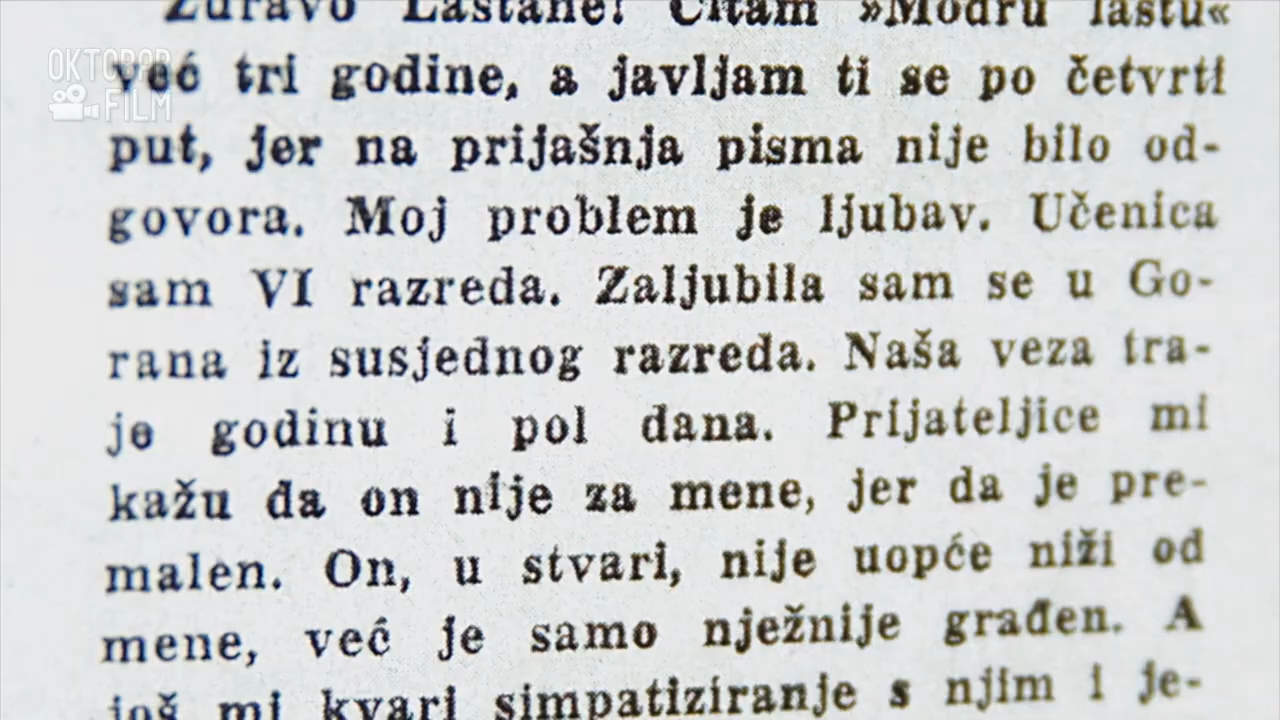 OKTOBAR
FILM
Zdravo Lastane! Čitam »Modru lastu«
već tri godine, a javljam ti se po četvrti
put, jer na prijašnja pisma nije bilo od-
govora. Moj problem je ljubav. Učenica
sam VI razreda. Zaljubila sam se u Go-
rana iz susjednog razreda. Naša veza tra-
je godinu i pol dana. Prijateljice mi
kažu da on nije za mene, jer da je pre-
malen. On, u stvari, nije uopće niži od
mene, već je samo nježnije građen. A
još mi kvari simpatiziranje s njim i je-